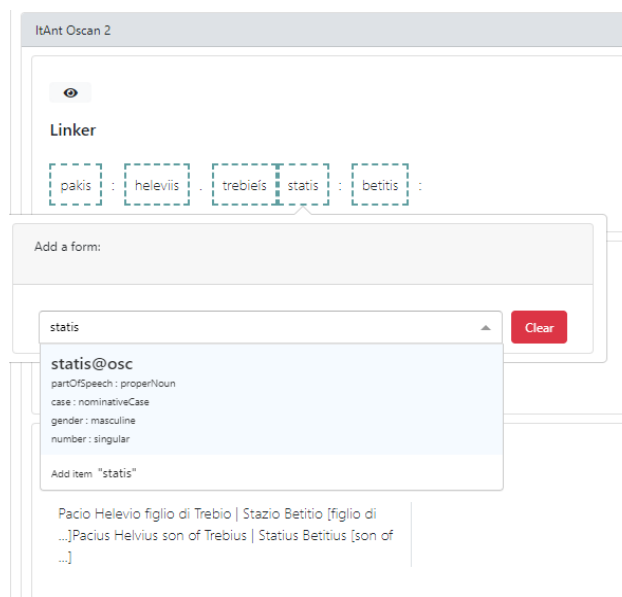 ItAnt Oscan 2
Linker
pakis : heleviis . trebieís statis : betitis :
Add a form:
statis
Clear
statis@osc
partOfSpeech : properNoun
case : nominativeCase
gender : masculine
number : singular
Add item "statis"
Pacio Helevio figlio di Trebio | Stazio Betitio [figlio di
...]Pacius Helvius son of Trebius | Statius Betitius [son of
...]